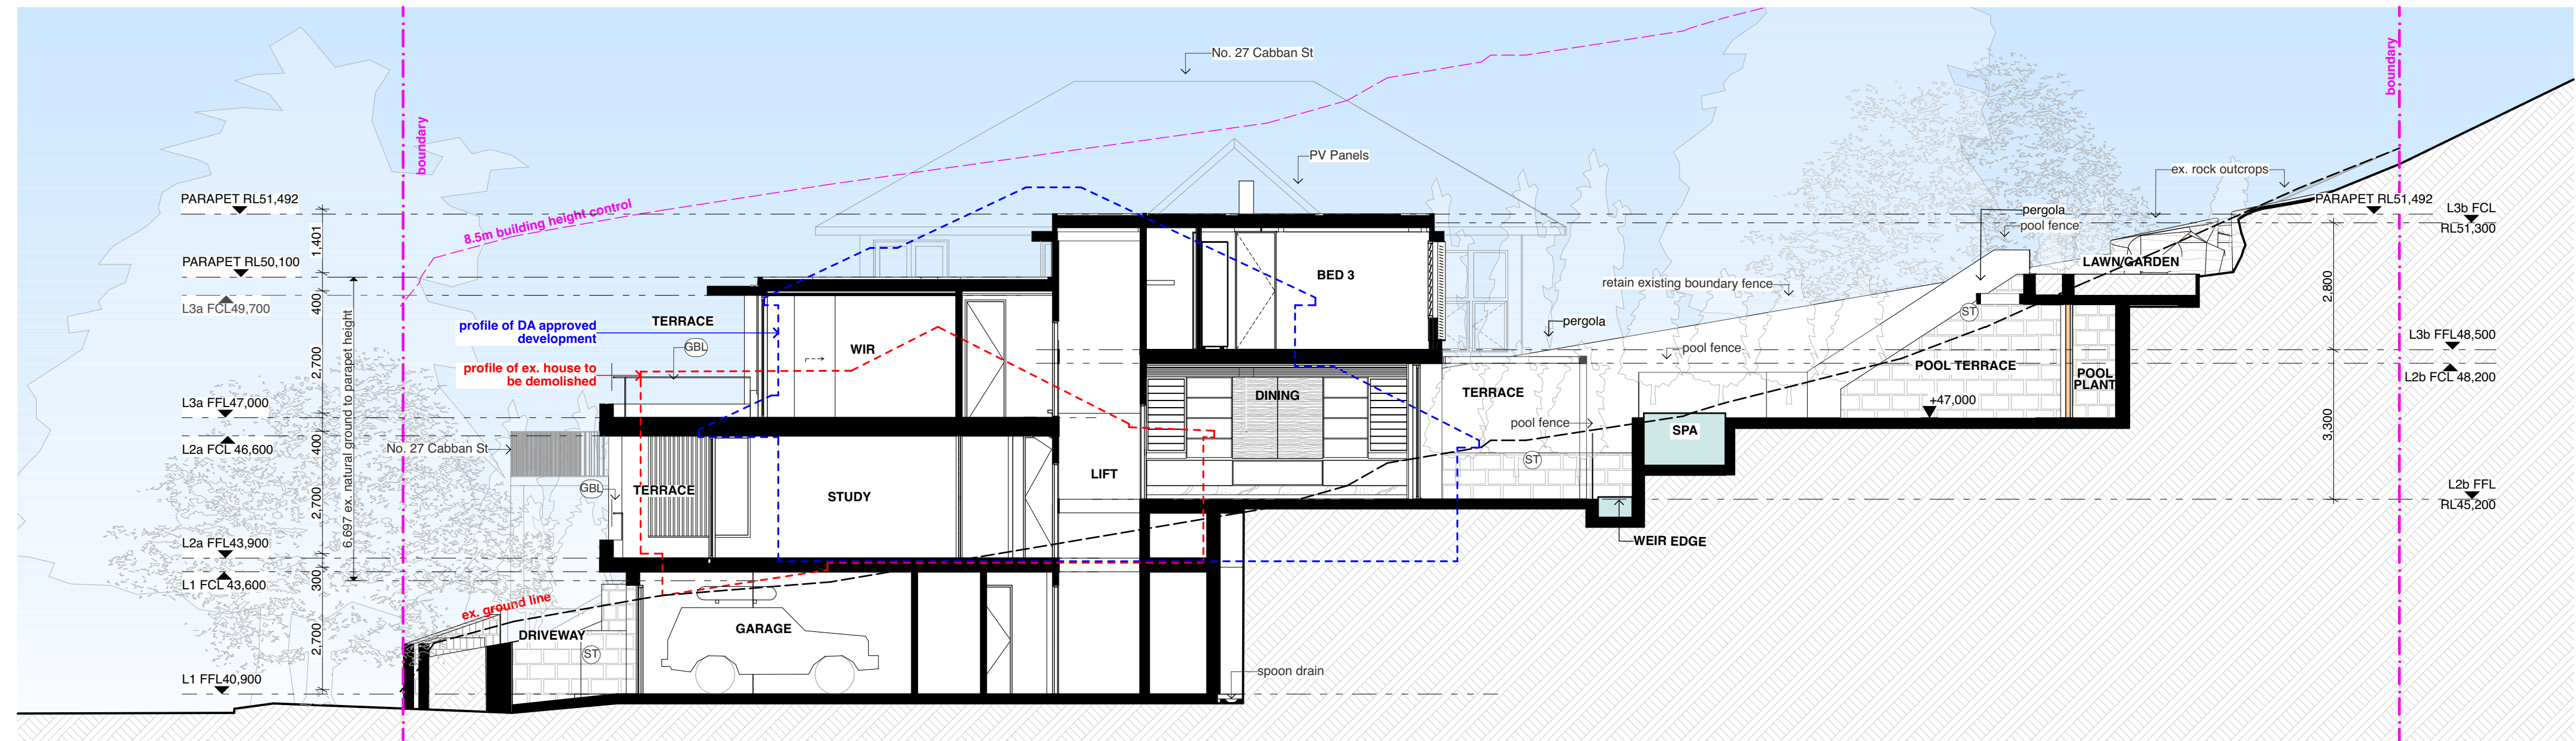 No. 27 Cabban St
boundary
boundary
PV Panels
8.5m building height control
ex. rock outcrops
PARAPET RL51,492
PARAPET RL51,492
L3b FCL
RL51,300
pergola
pool fence
1,401
PARAPET RL50,100
LAWN/GARDEN
BED 3
retain existing boundary fence
2,800
400
L3a FCL49,700
TERRACE
profile of DA approved
development
pergola
ST
L3b FFL48,500
GBL
WIR
pool fence
2,700
profile of ex. house to
be demolished
POOL TERRACE
POOL
PLANT
L2b FCL 48,200
6,697 ex. natural ground to parapet height
TERRACE
DINING
L3a FFL47,000
+47,000
pool fence
SPA
3,300
400
L2a FCL 46,600
No. 27 Cabban St
ST
LIFT
GBL
TERRACE
STUDY
2,700
L2b FFL
RL45,200
WEIR EDGE
L2a FFL43,900
300
L1 FCL 43,600
ex. ground line
DRIVEWAY
GARAGE
2,700
ST
spoon drain
L1 FFL40,900